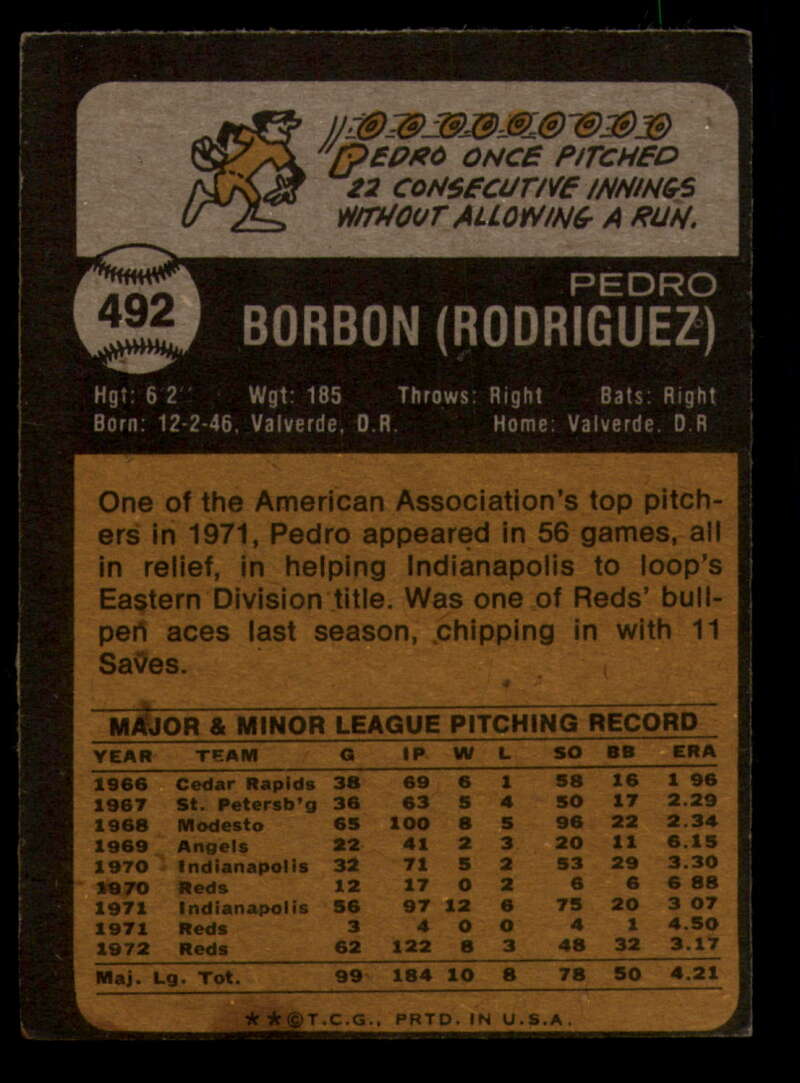 PEDRO ONCE PITCHED
22 CONSECUTIVE INNINGS
WITHOUT ALLOWING A RUN.
492
PEDRO
BORBON (RODRIGUEZ)
Hgt: 6'2" Wgt: 185 Throws: Right Bats: Right
Born: 12-2-46, Valverde, D.R. Home: Valverde, D.R
One of the American Association's top pitch-
ers in 1971, Pedro appeared in 56 games, all
in relief, in helping Indianapolis to loop's
Eastern Division title. Was one of Reds' bull-
pen aces last season, chipping in with 11
Saves.
MAJOR & MINOR LEAGUE PITCHING RECORD
YEAR TEAM G IP W L SO BB ERA
1966 Cedar Rapids 38 69 6 1 58 16 1 96
1967 St. Petersb'g 36 63 5 4 50 17 2.29
1968 Modesto 65 100 8 5 96 22 2.34
1969 Angels 22 41 2 3 20 11 6.15
1970 Indianapolis 32 71 5 2 53 29 3.30
1970 Reds 12 17 0 2 6 6 6 88
1971 Indianapolis 56 97 12 6 75 20 3 07
1971 Reds 3 4 0 0 4 1 4.50
1972 Reds 62 122 8 3 48 32 3.17
Maj. Lg. Tot. 99 184 10 8 78 50 4.21
★★©T.C.G., PRTD. IN U.S.A.